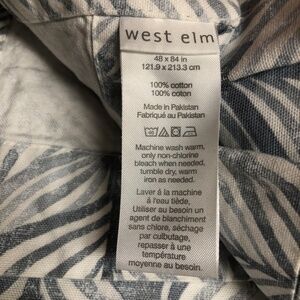 west elm
48 x 84 in
121.9 x 213.3 cm
100% cotton
100% coton
Made in Pakistan
Fabriqué au Pakistan
Machine wash warm,
only non-chlorine
bleach when needed,
tumble dry, warm
iron as needed.
Laver à la machine
à l'eau tiède,
Utiliser au besoin un
agent de blanchiment
sans chlore, séchage
par culbutage,
repasser à une
température
moyenne au besoin.